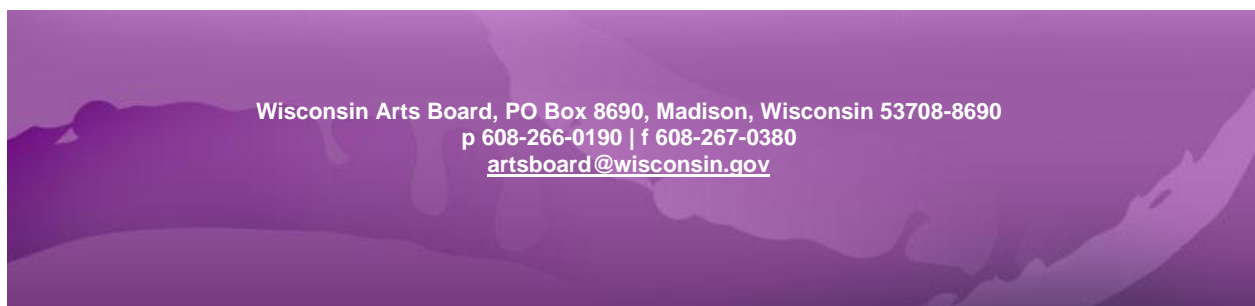 Wisconsin Arts Board, PO Box 8690, Madison, Wisconsin 53708-8690
p 608-266-0190 | f 608-267-0380
artsboard@wisconsin.gov